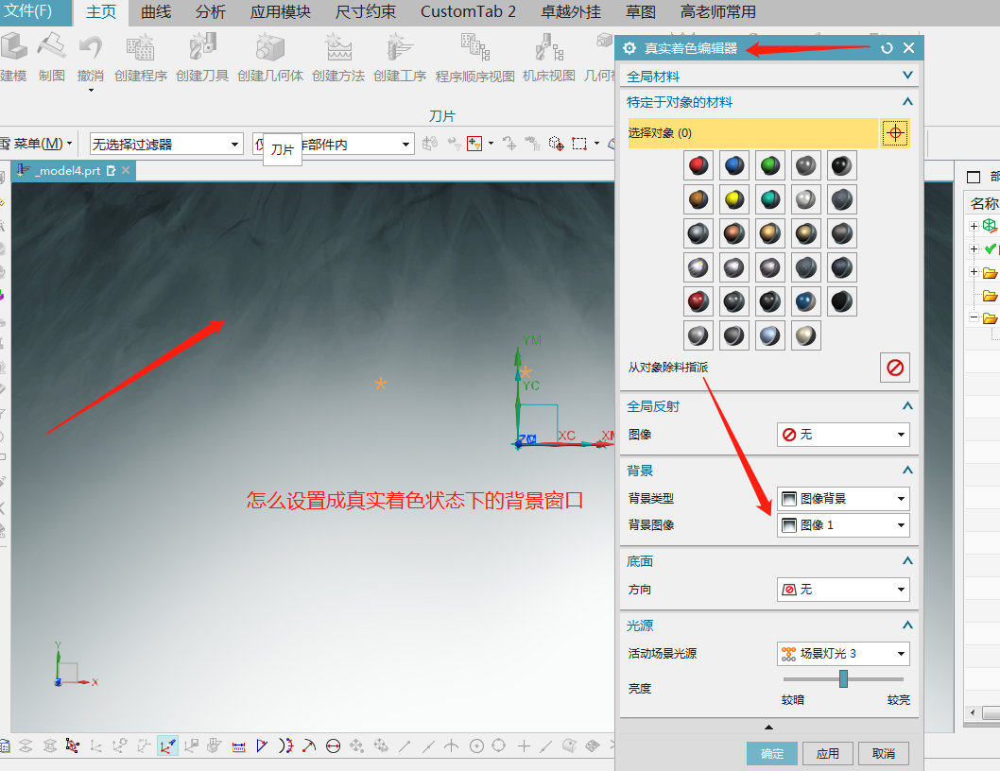 文件(F) 主页 曲线 分析 应用模块 尺寸约束 CustomTab 2 卓越外挂 草图 高老师常用
建模 制图 撤消 创建程序 创建刀具 创建几何体 创建方法 创建工序 程序顺序视图 机床视图 几何
刀片
菜单(M) 无选择过滤器 作部件内
刀片
_model4.prt
真实着色编辑器
全局材料
特定于对象的材料
选择对象 (0)
从对象除料指派
全局反射
图像 无
背景
背景类型 图像背景
背景图像 图像 1
底面
方向 无
光源
活动场景光源 场景灯光 3
亮度
较暗 较亮
确定 应用 取消
名称
YM
YC
ZM
XC XM
怎么设置成真实着色状态下的背景窗口
Y
X